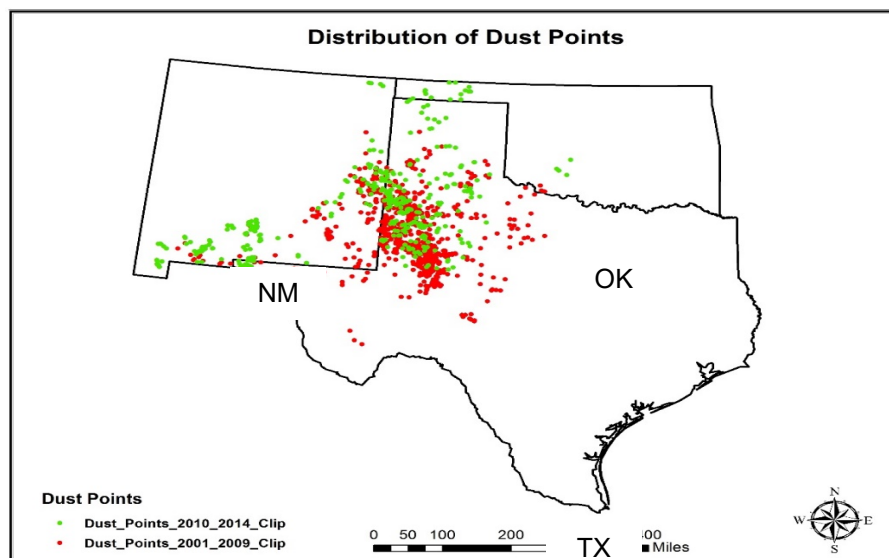 Distribution of Dust Points
NM
OK
Dust Points
Dust_Points_2010_2014_Clip
Dust_Points_2001_2009_Clip
0 50 100 200
TX
Miles
N
W E
S